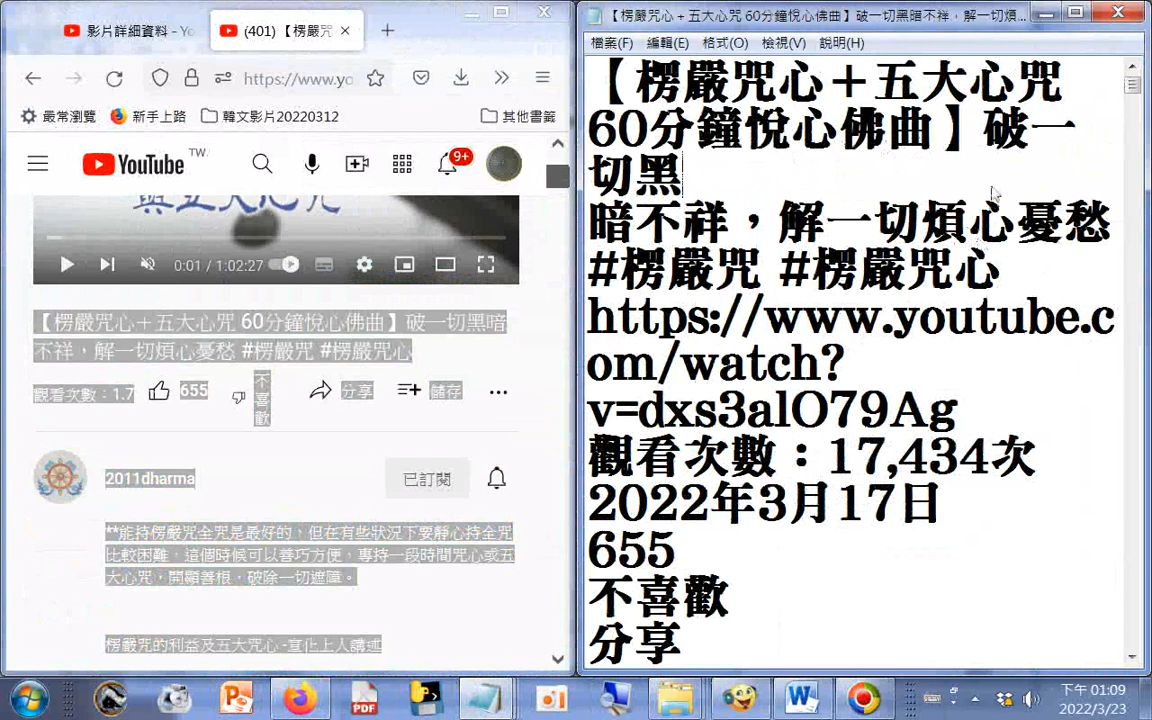 影片詳細資料 - Yo
(401) 【楞嚴咒
https://www.yo
最常瀏覽
新手上路
韓文影片20220312
其他書籤
YouTube TW
9+
與五大心咒
0:01 / 1:02:27
【楞嚴咒心＋五大心咒 60分鐘悅心佛曲】破一切黑暗
不祥，解一切煩心憂愁 #楞嚴咒 #楞嚴咒心
觀看次數：1.7
655
不喜歡
分享
儲存
2011dharma
已訂閱
**能持楞嚴咒全咒是最好的，但在有些狀況下要靜心持全咒
比較困難，這個時候可以善巧方便，專持一段時間咒心或五
大心咒，開顯善根，破除一切遮障。
楞嚴咒的利益及五大咒心 -宣化上人講述
【楞嚴咒心＋五大心咒 60分鐘悅心佛曲】破一切黑暗不祥，解一切煩...
檔案(F) 編輯(E) 格式(O) 檢視(V) 說明(H)
【楞嚴咒心＋五大心咒
60分鐘悅心佛曲】破一
切黑
暗不祥，解一切煩心憂愁
#楞嚴咒 #楞嚴咒心
https://www.youtube.c
om/watch?
v=dxs3alO79Ag
觀看次數：17,434次
2022年3月17日
655
不喜歡
分享
PDF
下午 01:09
2022/3/23